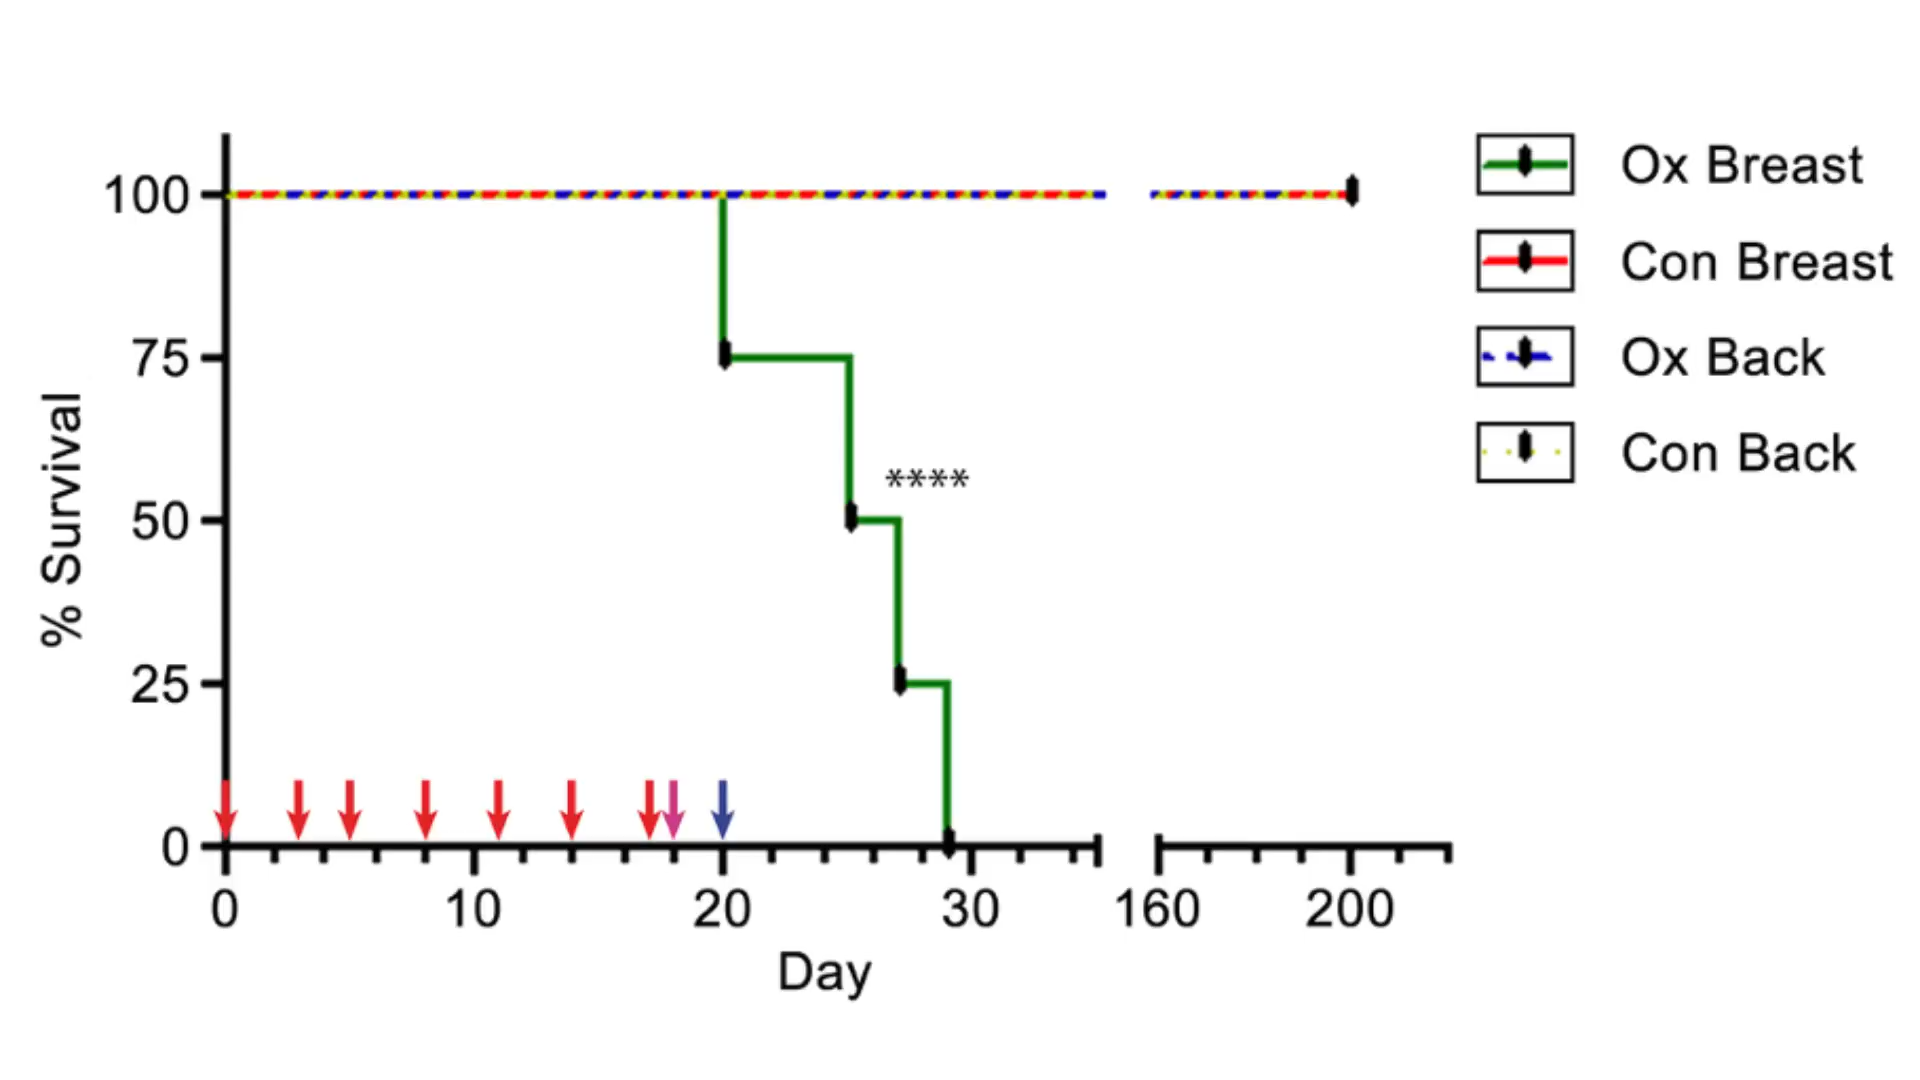 100
75
50
25
0
% Survival
****
0 10 20 30 160 200
Day
Ox Breast
Con Breast
Ox Back
Con Back